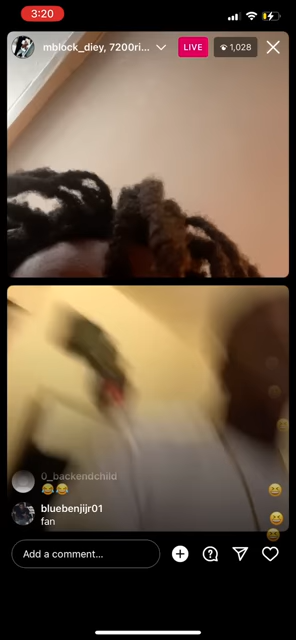 3:20
mblock_diey, 7200ri...
LIVE
1,028
0_backendchild
😂😂
bluebenjijr01
fan
Add a comment...